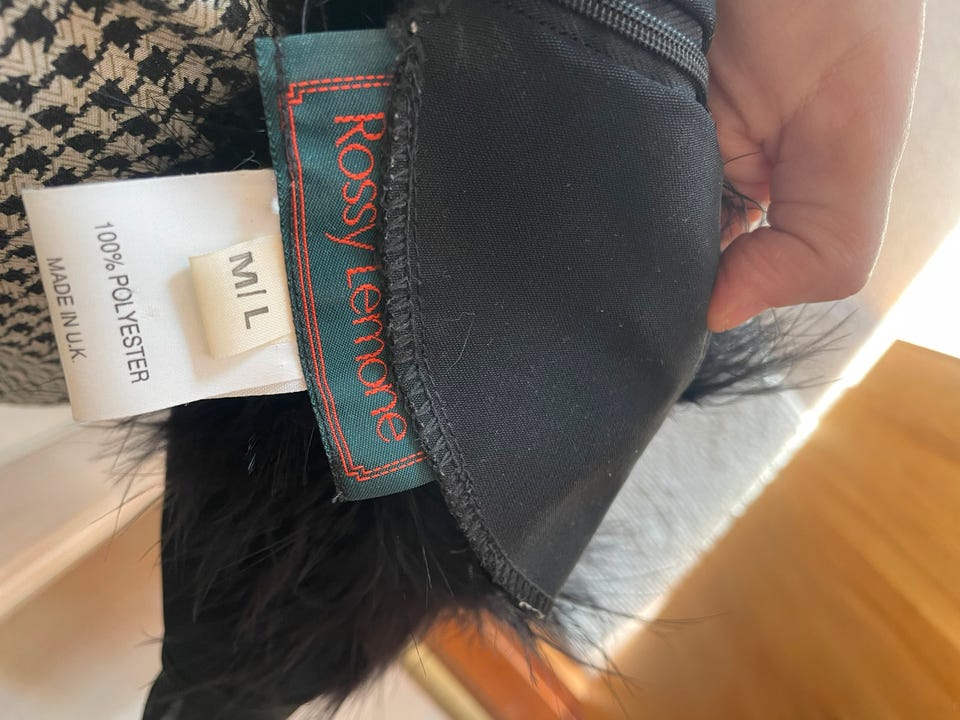 Rossy Lemone
M/L
100% POLYESTER
MADE IN U.K.